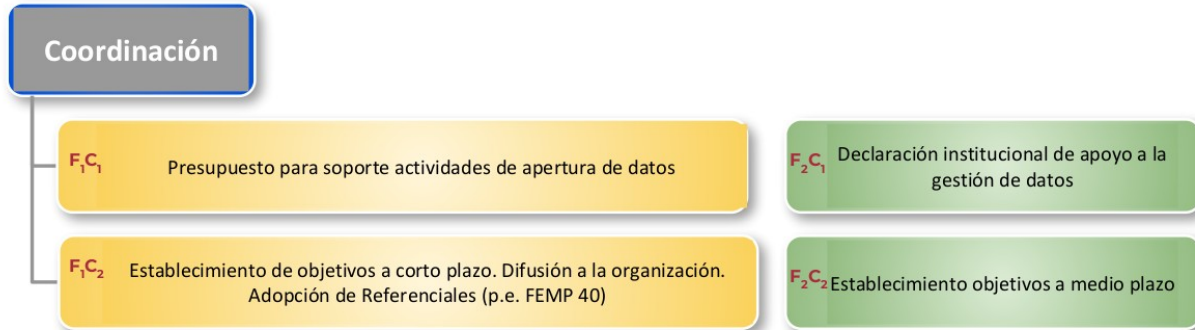 Coordinación
F₁C₁ Presupuesto para soporte actividades de apertura de datos
F₂C₁ Declaración institucional de apoyo a la
gestión de datos
F₁C₂ Establecimiento de objetivos a corto plazo. Difusión a la organización.
Adopción de Referenciales (p.e. FEMP 40)
F₂C₂ Establecimiento objetivos a medio plazo